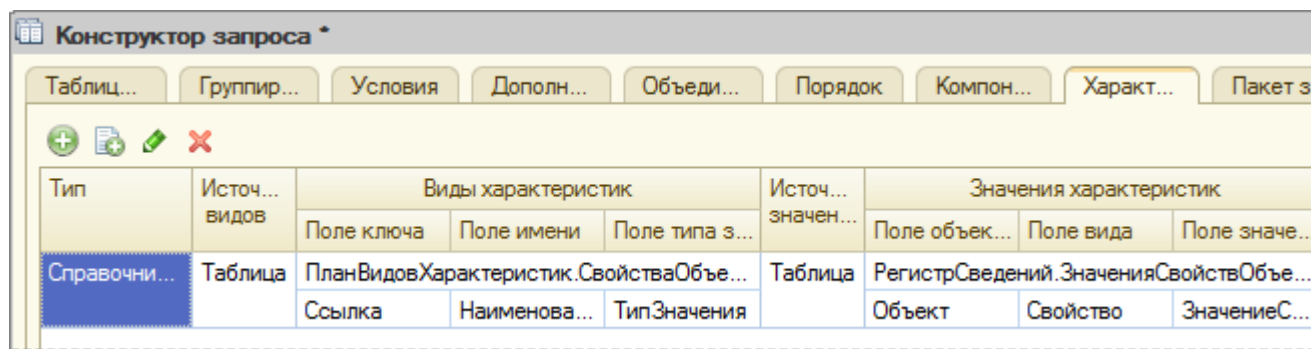 Конструктор запроса *
Таблиц... Группир... Условия Дополн... Объеди... Порядок Компон... Характ... Пакет з
Тип Источ... видов Виды характеристик Источ... значен... Значения характеристик
Поле ключа Поле имени Поле типа з... Поле объек... Поле вида Поле значе...
Справочни... Таблица ПланВидовХарактеристик.СвойстваОбъе... Таблица РегистрСведений.ЗначенияСвойствОбъе...
Ссылка Наименова... ТипЗначения Объект Свойство ЗначениеС...